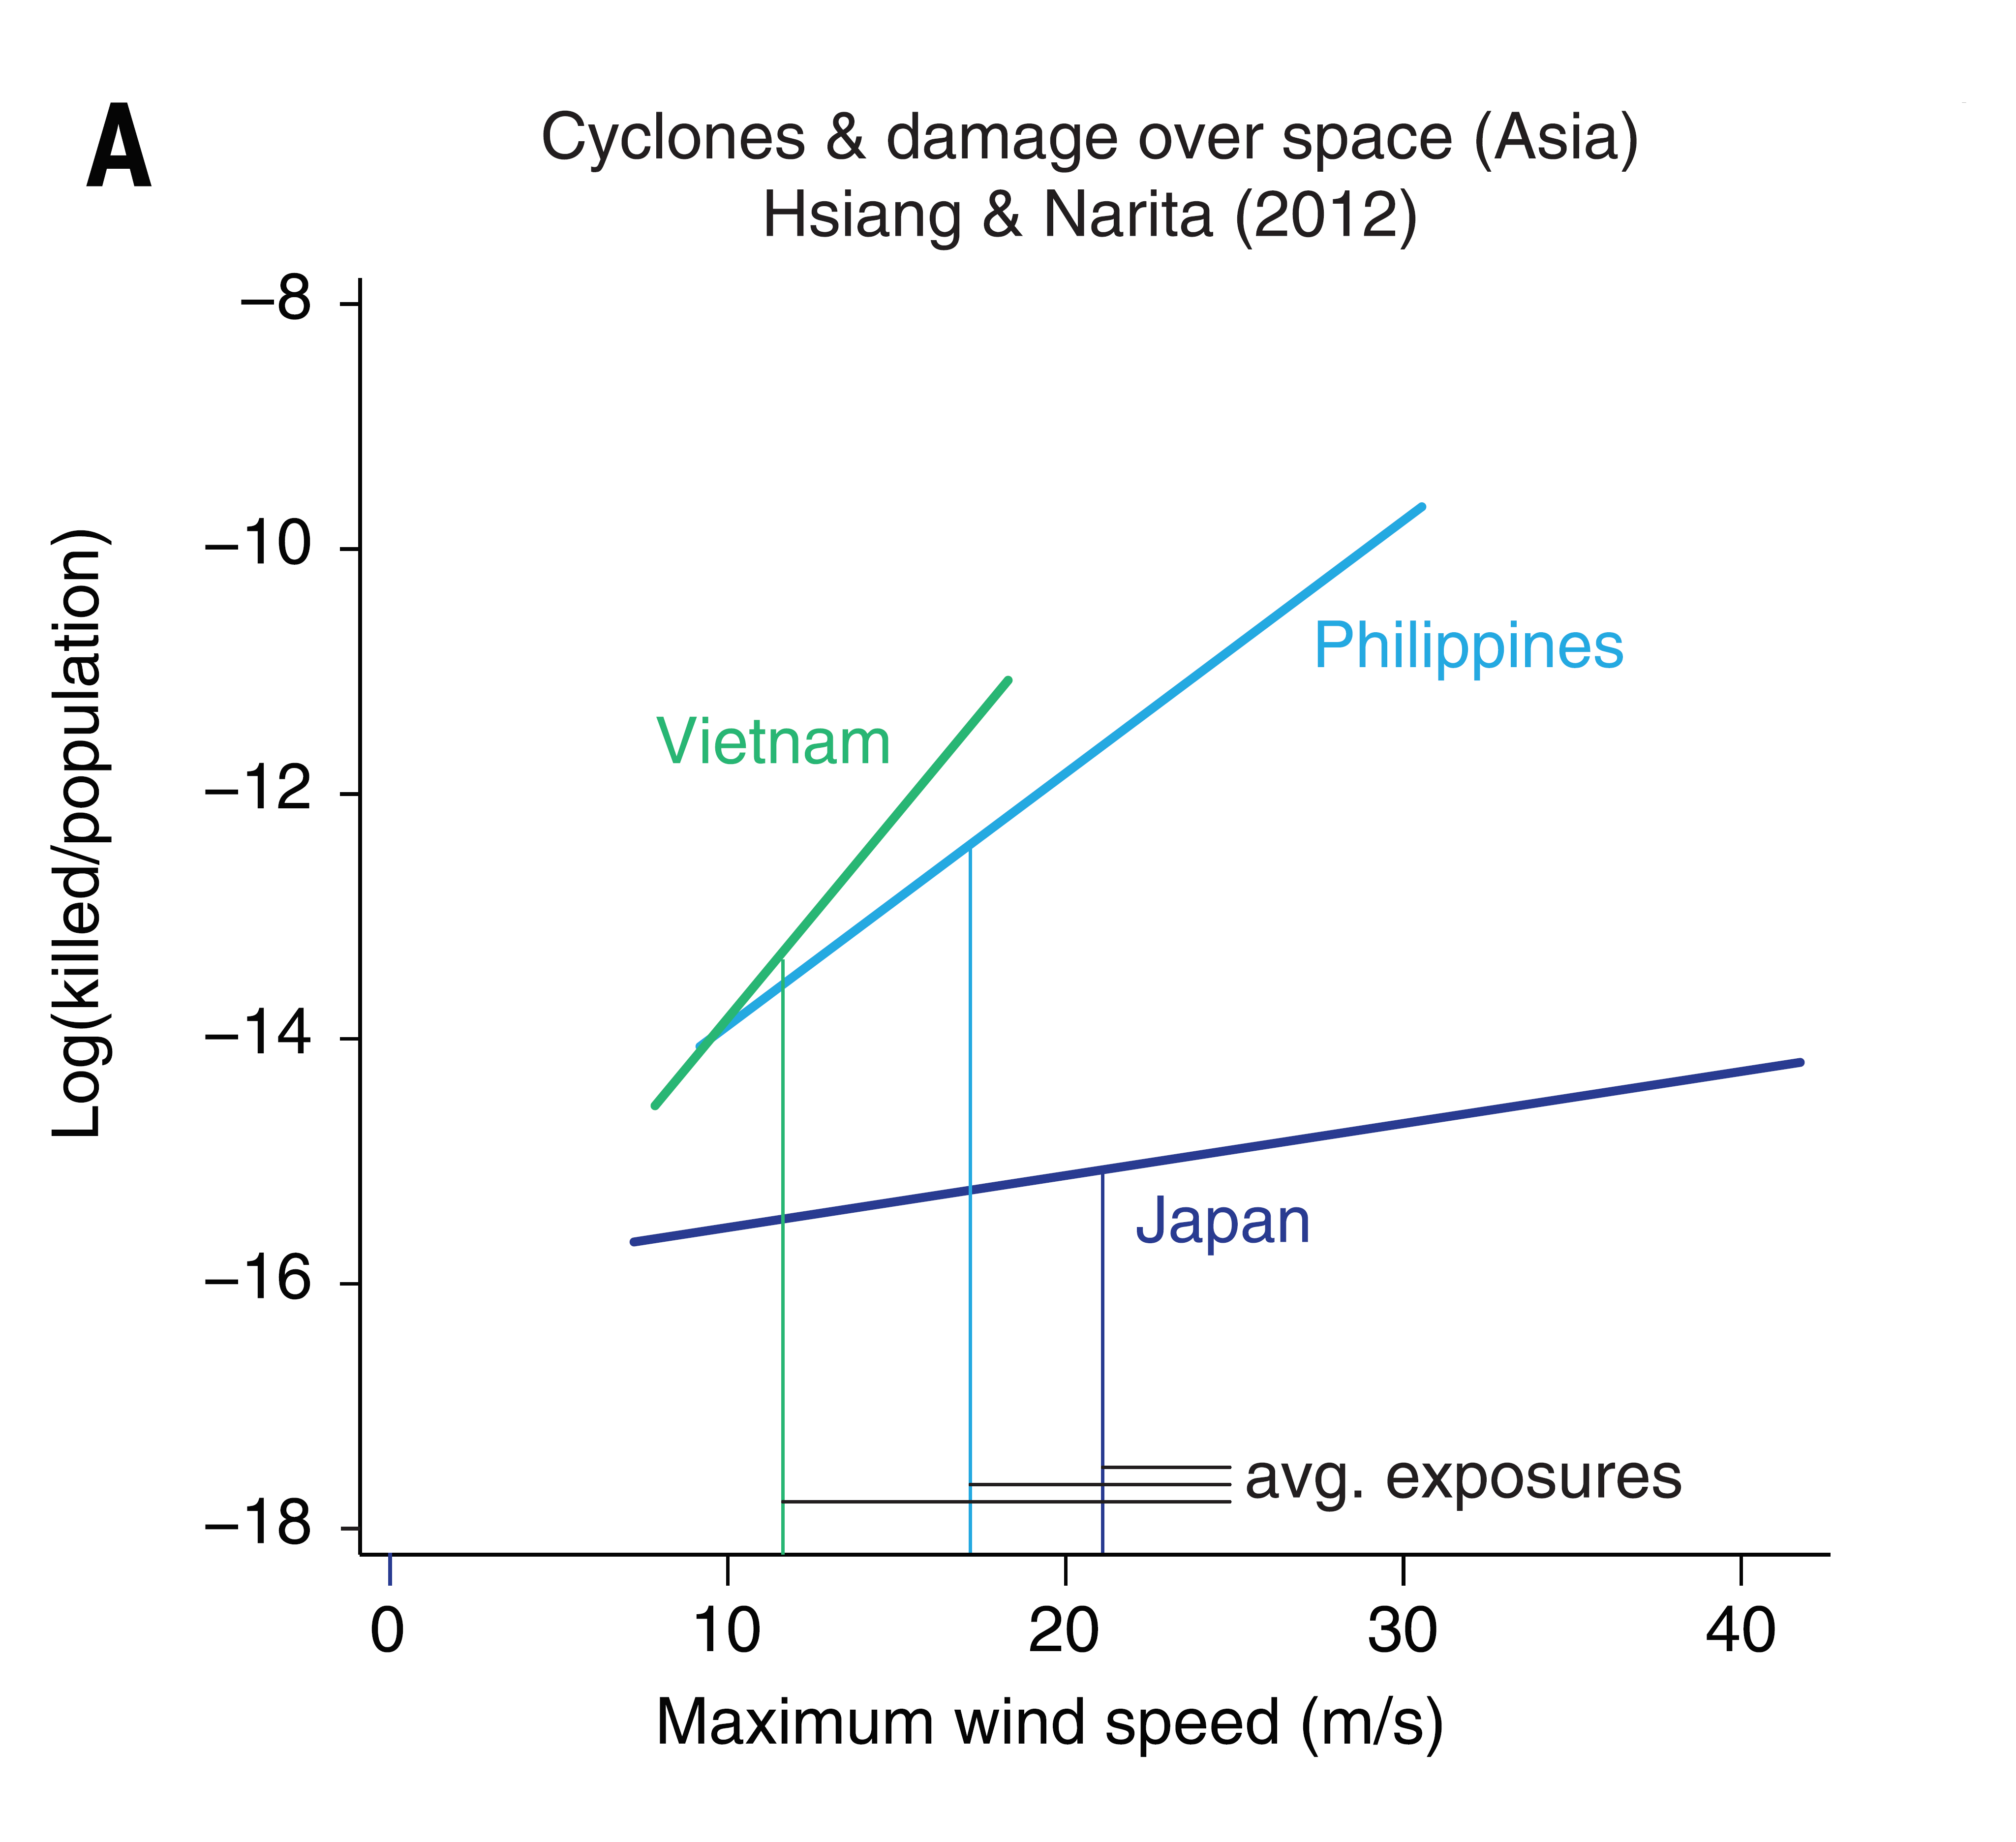 A
Cyclones & damage over space (Asia)
Hsiang & Narita (2012)
Log(killed/population)
−8
−10
−12
−14
−16
−18
Philippines
Vietnam
Japan
avg. exposures
0 10 20 30 40
Maximum wind speed (m/s)